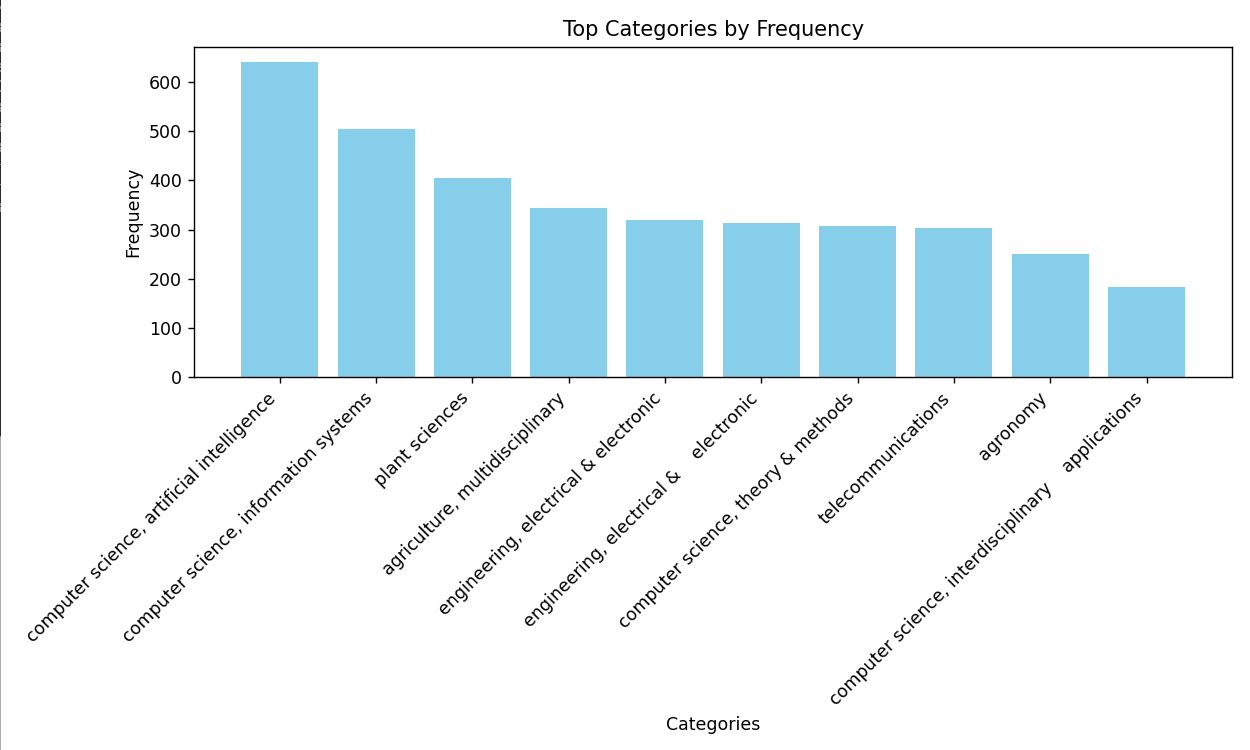 Top Categories by Frequency
Frequency
600
500
400
300
200
100
0
computer science, artificial intelligence
computer science, information systems
plant sciences
agriculture, multidisciplinary
engineering, electrical & electronic
engineering, electrical &   electronic
computer science, theory & methods
telecommunications
agronomy
computer science, interdisciplinary   applications
Categories